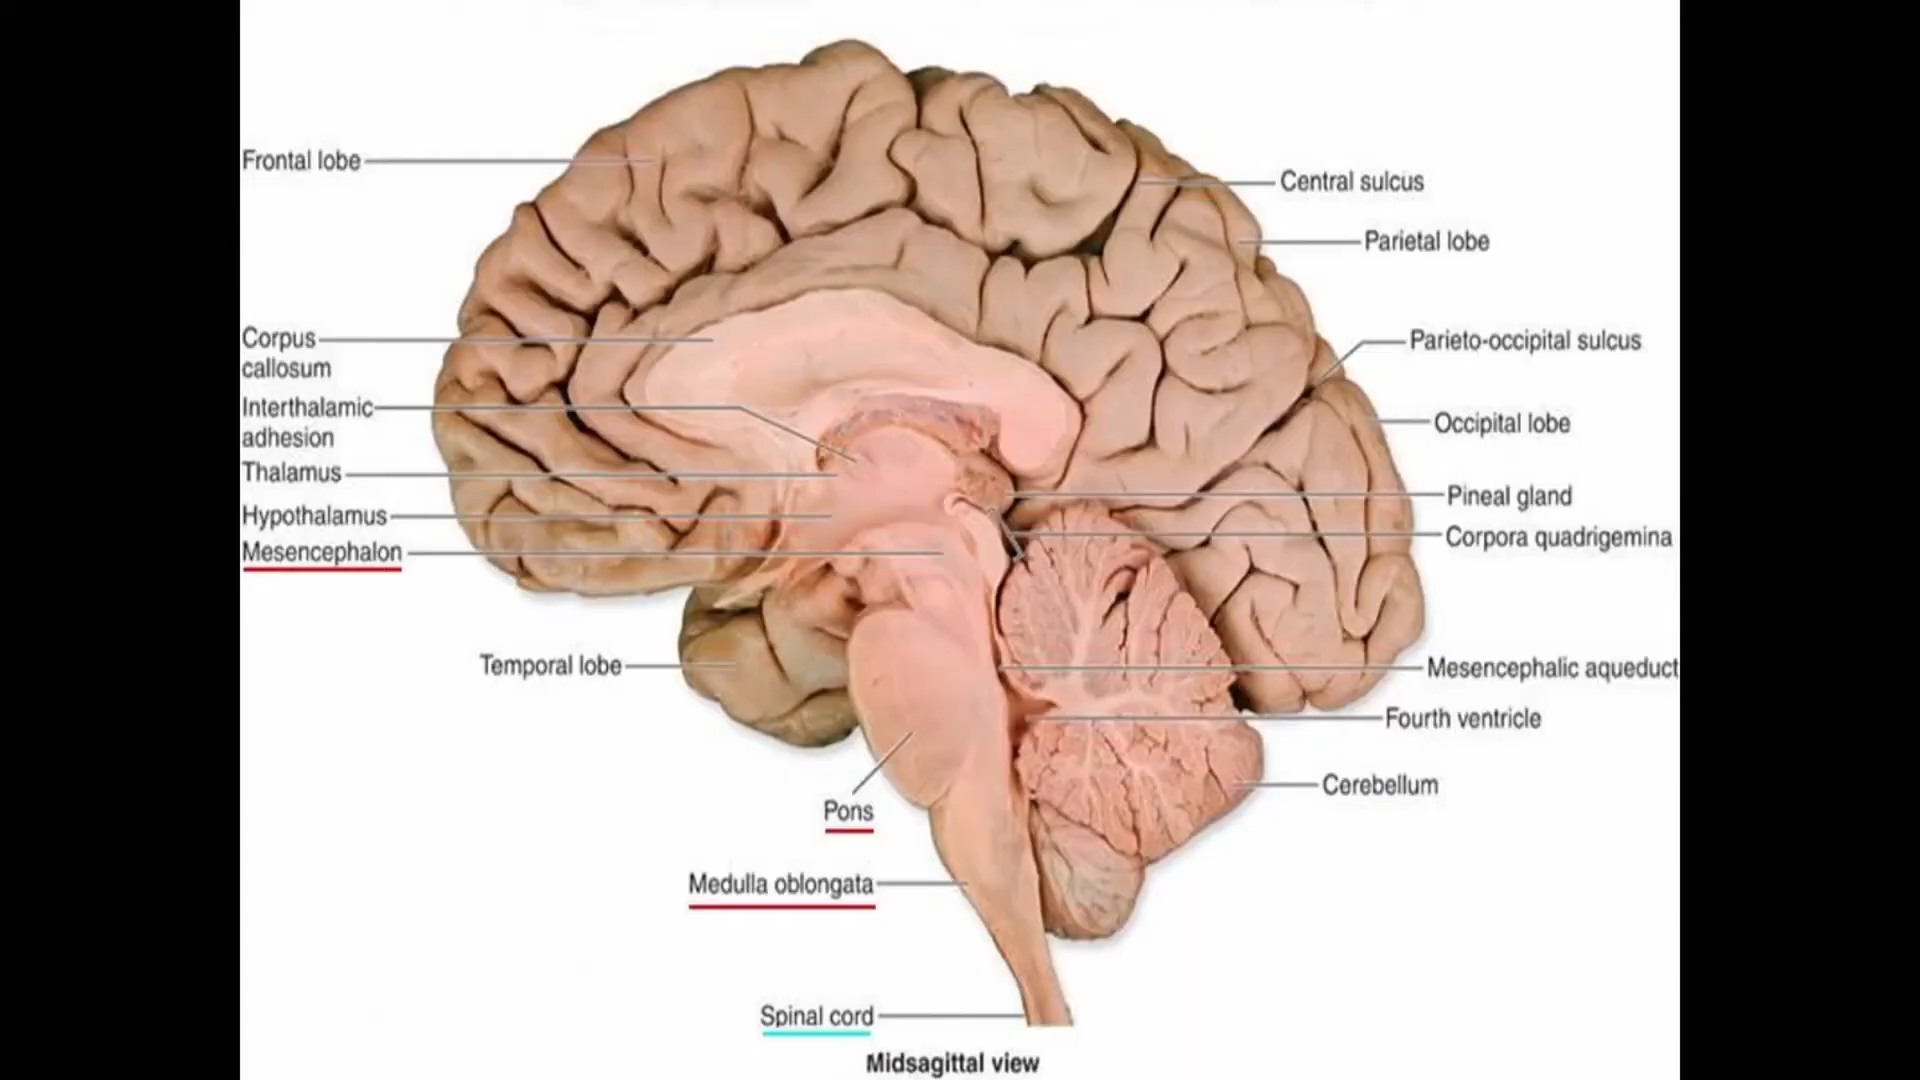 Frontal lobe
Central sulcus
Parietal lobe
Corpus
callosum
Parieto-occipital sulcus
Interthalamic
adhesion
Occipital lobe
Thalamus
Pineal gland
Hypothalamus
Corpora quadrigemina
Mesencephalon
Temporal lobe
Mesencephalic aqueduct
Fourth ventricle
Cerebellum
Pons
Medulla oblongata
Spinal cord
Midsagittal view